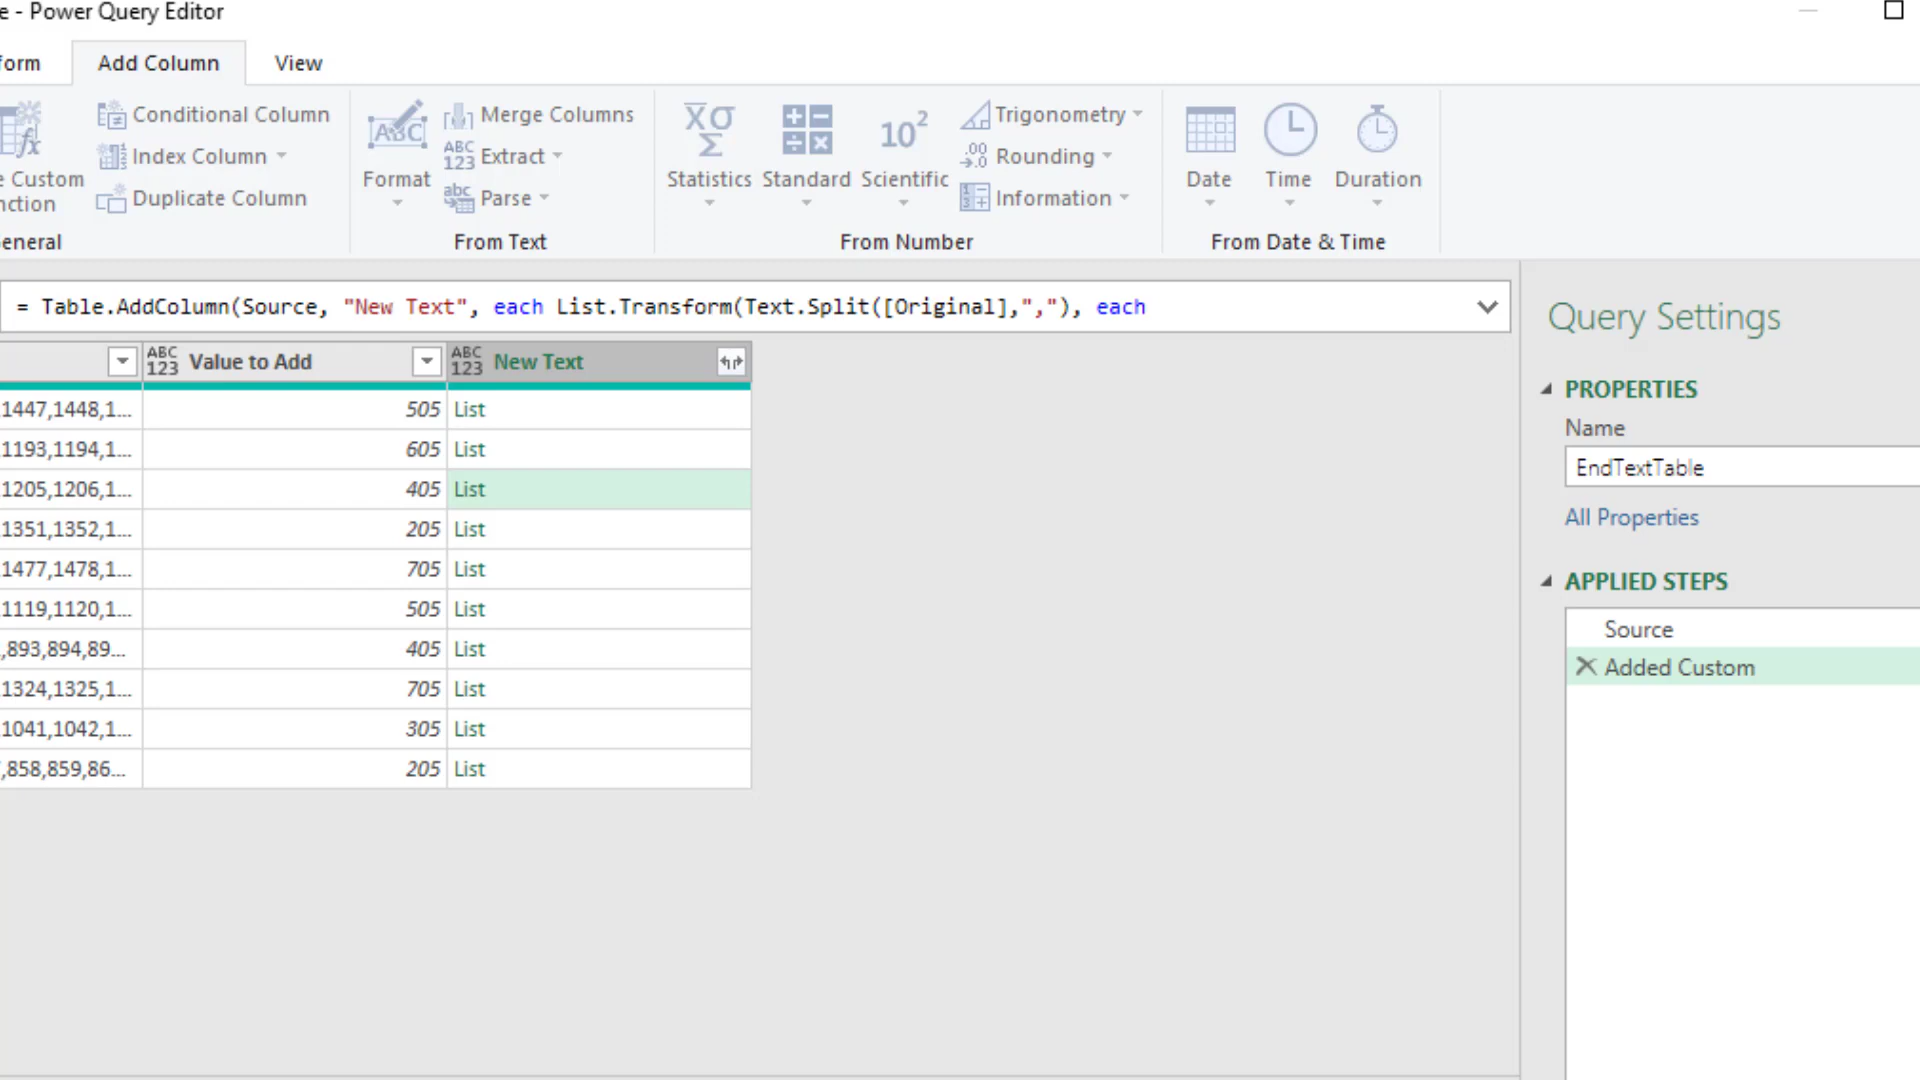 e - Power Query Editor
form
Add Column
View
e Custom
nction
Conditional Column
Index Column
Duplicate Column
eneral
Format
Merge Columns
Extract
Parse
From Text
Statistics
Standard
Scientific
Trigonometry
Rounding
Information
From Number
Date
Time
Duration
From Date & Time
= Table.AddColumn(Source, "New Text", each List.Transform(Text.Split([Original],","), each
ABC 123 Value to Add
ABC 123 New Text
1447,1448,1... 505 List
1193,1194,1... 605 List
1205,1206,1... 405 List
1351,1352,1... 205 List
1477,1478,1... 705 List
1119,1120,1... 505 List
,893,894,89... 405 List
1324,1325,1... 705 List
1041,1042,1... 305 List
,858,859,86... 205 List
Query Settings
PROPERTIES
Name
EndTextTable
All Properties
APPLIED STEPS
Source
Added Custom